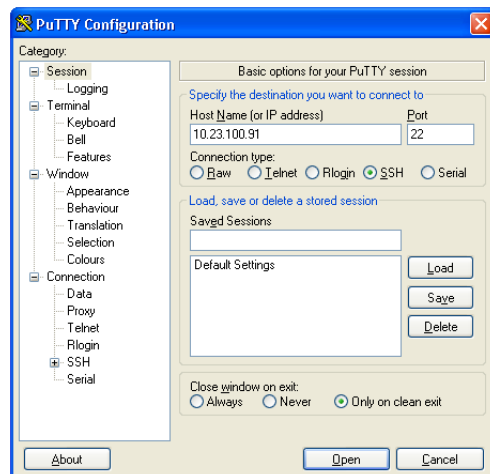 PuTTY Configuration
Category:
Session
Logging
Terminal
Keyboard
Bell
Features
Window
Appearance
Behaviour
Translation
Selection
Colours
Connection
Data
Proxy
Telnet
Rlogin
SSH
Serial
Basic options for your PuTTY session
Specify the destination you want to connect to
Host Name (or IP address) Port
10.23.100.91 22
Connection type:
Raw Telnet Rlogin SSH Serial
Load, save or delete a stored session
Saved Sessions
Default Settings
Load
Save
Delete
Close window on exit:
Always Never Only on clean exit
About Open Cancel